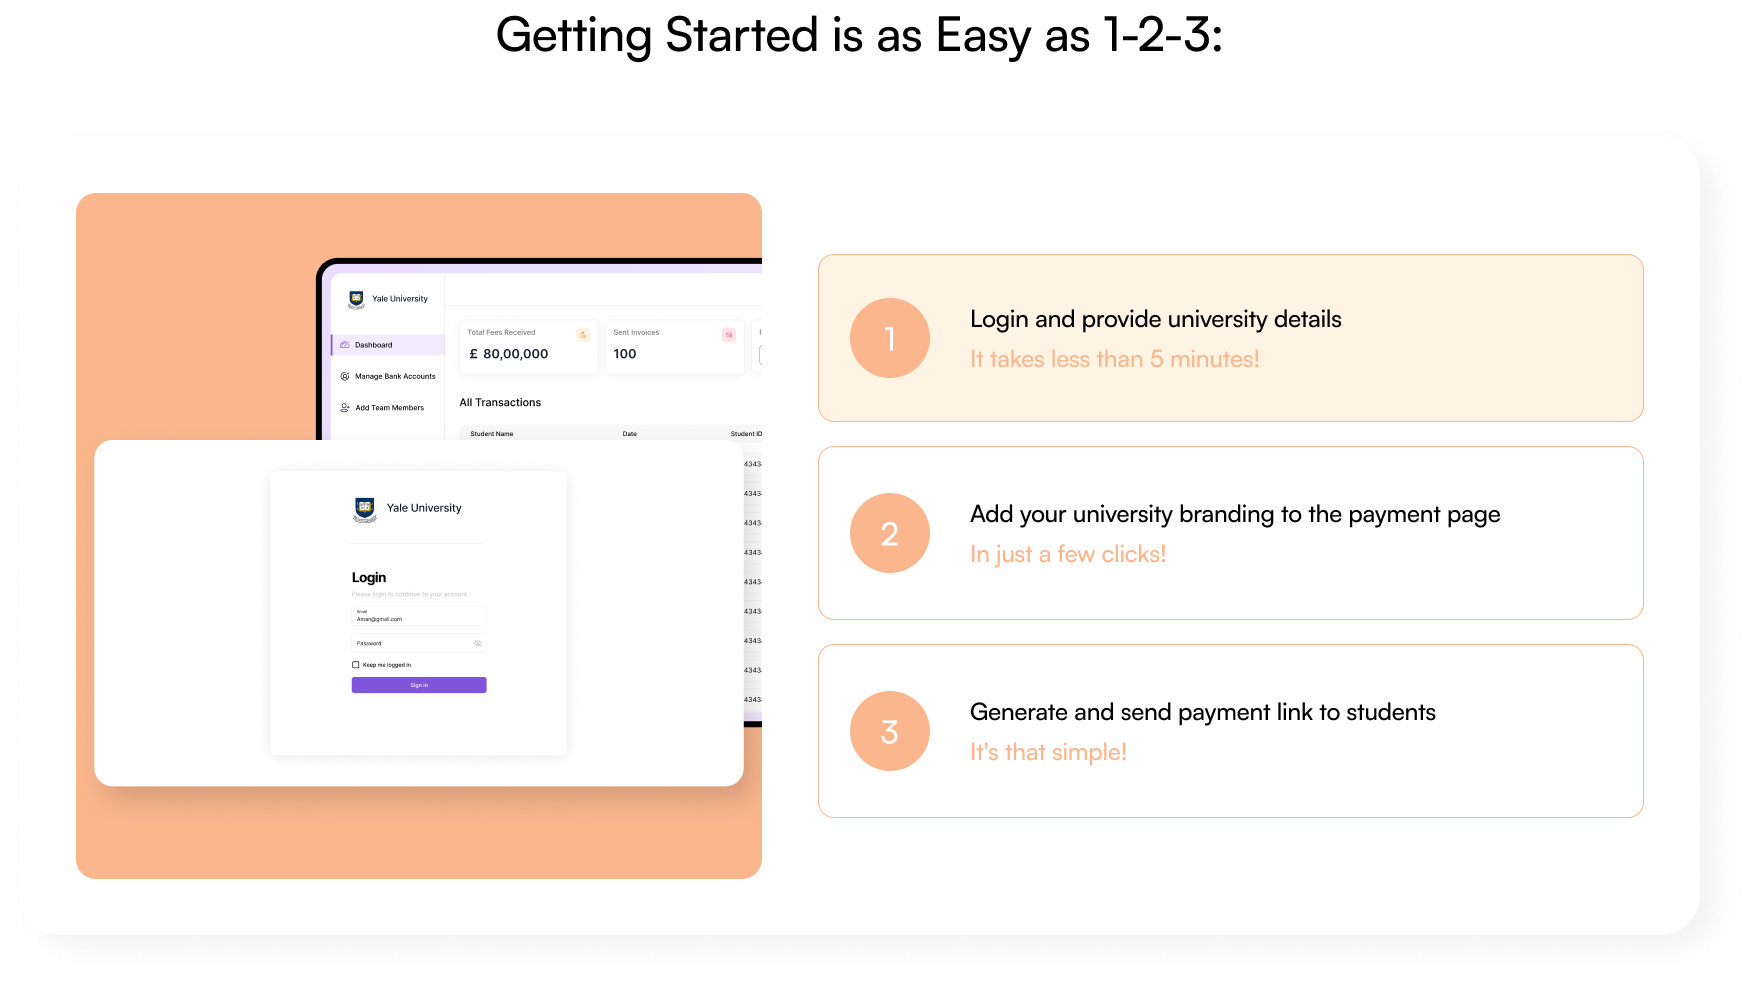 Getting Started is as Easy as 1-2-3:
Yale University
Dashboard
Manage Bank Accounts
Add Team Members
Total Fees Received
£ 80,00,000
Sent Invoices
100
All Transactions
Student Name Date Student ID
4343
4343
4343
4343
4343
4343
4343
4343
4343
Yale University
Login
Please login to continue to your account.
Email
Aman@gmail.com
Password
Keep me logged in
Sign in
1
Login and provide university details
It takes less than 5 minutes!
2
Add your university branding to the payment page
In just a few clicks!
3
Generate and send payment link to students
It's that simple!